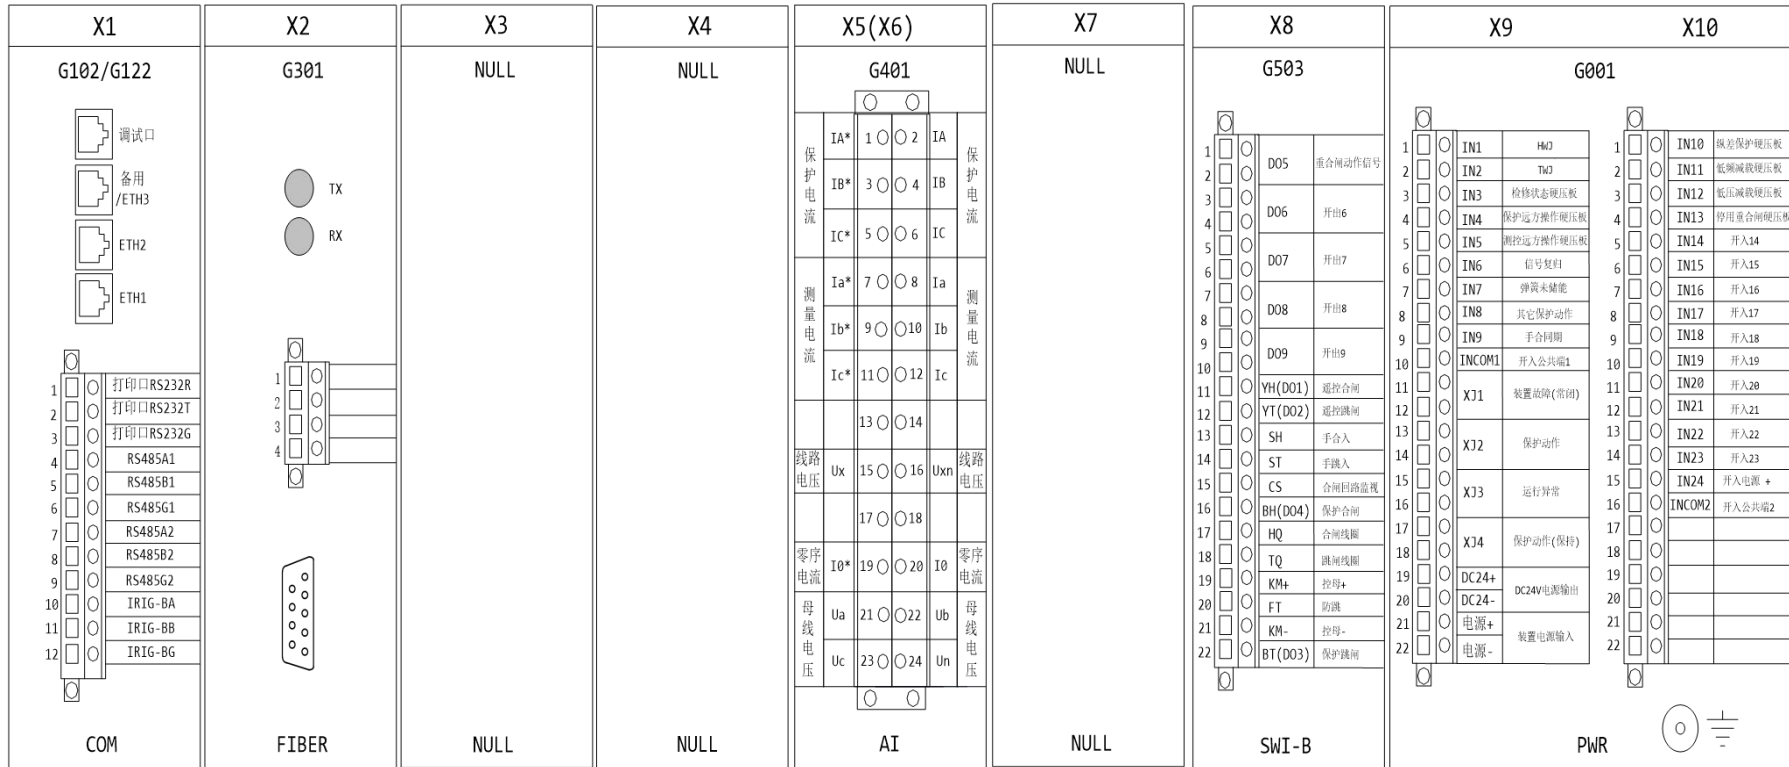 X1
G102/G122
调试口
备用
/ETH3
ETH2
ETH1
1 打印口RS232R
2 打印口RS232T
3 打印口RS232G
4 RS485A1
5 RS485B1
6 RS485G1
7 RS485A2
8 RS485B2
9 RS485G2
10 IRIG-BA
11 IRIG-BB
12 IRIG-BG
COM
X2
G301
TX
RX
1
2
3
4
FIBER
X3
NULL
NULL
X4
NULL
NULL
X5(X6)
G401
保护电流
IA* 1 2 IA
IB* 3 4 IB
IC* 5 6 IC
保护电流
测量电流
Ia* 7 8 Ia
Ib* 9 10 Ib
Ic* 11 12 Ic
测量电流
13 14
线路电压 Ux 15 16 Uxn 线路电压
17 18
零序电流 I0* 19 20 I0 零序电流
母线电压
Ua 21 22 Ub
Uc 23 24 Un
母线电压
AI
X7
NULL
NULL
X8
G503
1
2
DO5 重合闸动作信号
3
4
DO6 开出6
5
6
DO7 开出7
7
8
DO8 开出8
9
10
DO9 开出9
11 YH(DO1) 遥控合闸
12 YT(DO2) 遥控跳闸
13 SH 手合入
14 ST 手跳入
15 CS 合闸回路监视
16 BH(DO4) 保护合闸
17 HQ 合闸线圈
18 TQ 跳闸线圈
19 KM+ 控母+
20 FT 防跳
21 KM- 控母-
22 BT(DO3) 保护跳闸
SWI-B
X9
X10
G001
1 IN1 HWJ
2 IN2 TWJ
3 IN3 检修状态硬压板
4 IN4 保护远方操作硬压板
5 IN5 测控远方操作硬压板
6 IN6 信号复归
7 IN7 弹簧未储能
8 IN8 其它保护动作
9 IN9 手合同期
10 INCOM1 开入公共端1
11
12
XJ1 装置故障(常闭)
13
14
XJ2 保护动作
15
16
XJ3 运行异常
17
18
XJ4 保护动作(保持)
19 DC24+
20 DC24-
DC24V电源输出
21 电源+
22 电源-
装置电源输入
1 IN10 纵差保护硬压板
2 IN11 低频减载硬压板
3 IN12 低压减载硬压板
4 IN13 停用重合闸硬压板
5 IN14 开入14
6 IN15 开入15
7 IN16 开入16
8 IN17 开入17
9 IN18 开入18
10 IN19 开入19
11 IN20 开入20
12 IN21 开入21
13 IN22 开入22
14 IN23 开入23
15 IN24 开入电源 +
16 INCOM2 开入公共端2
17
18
19
20
21
22
PWR